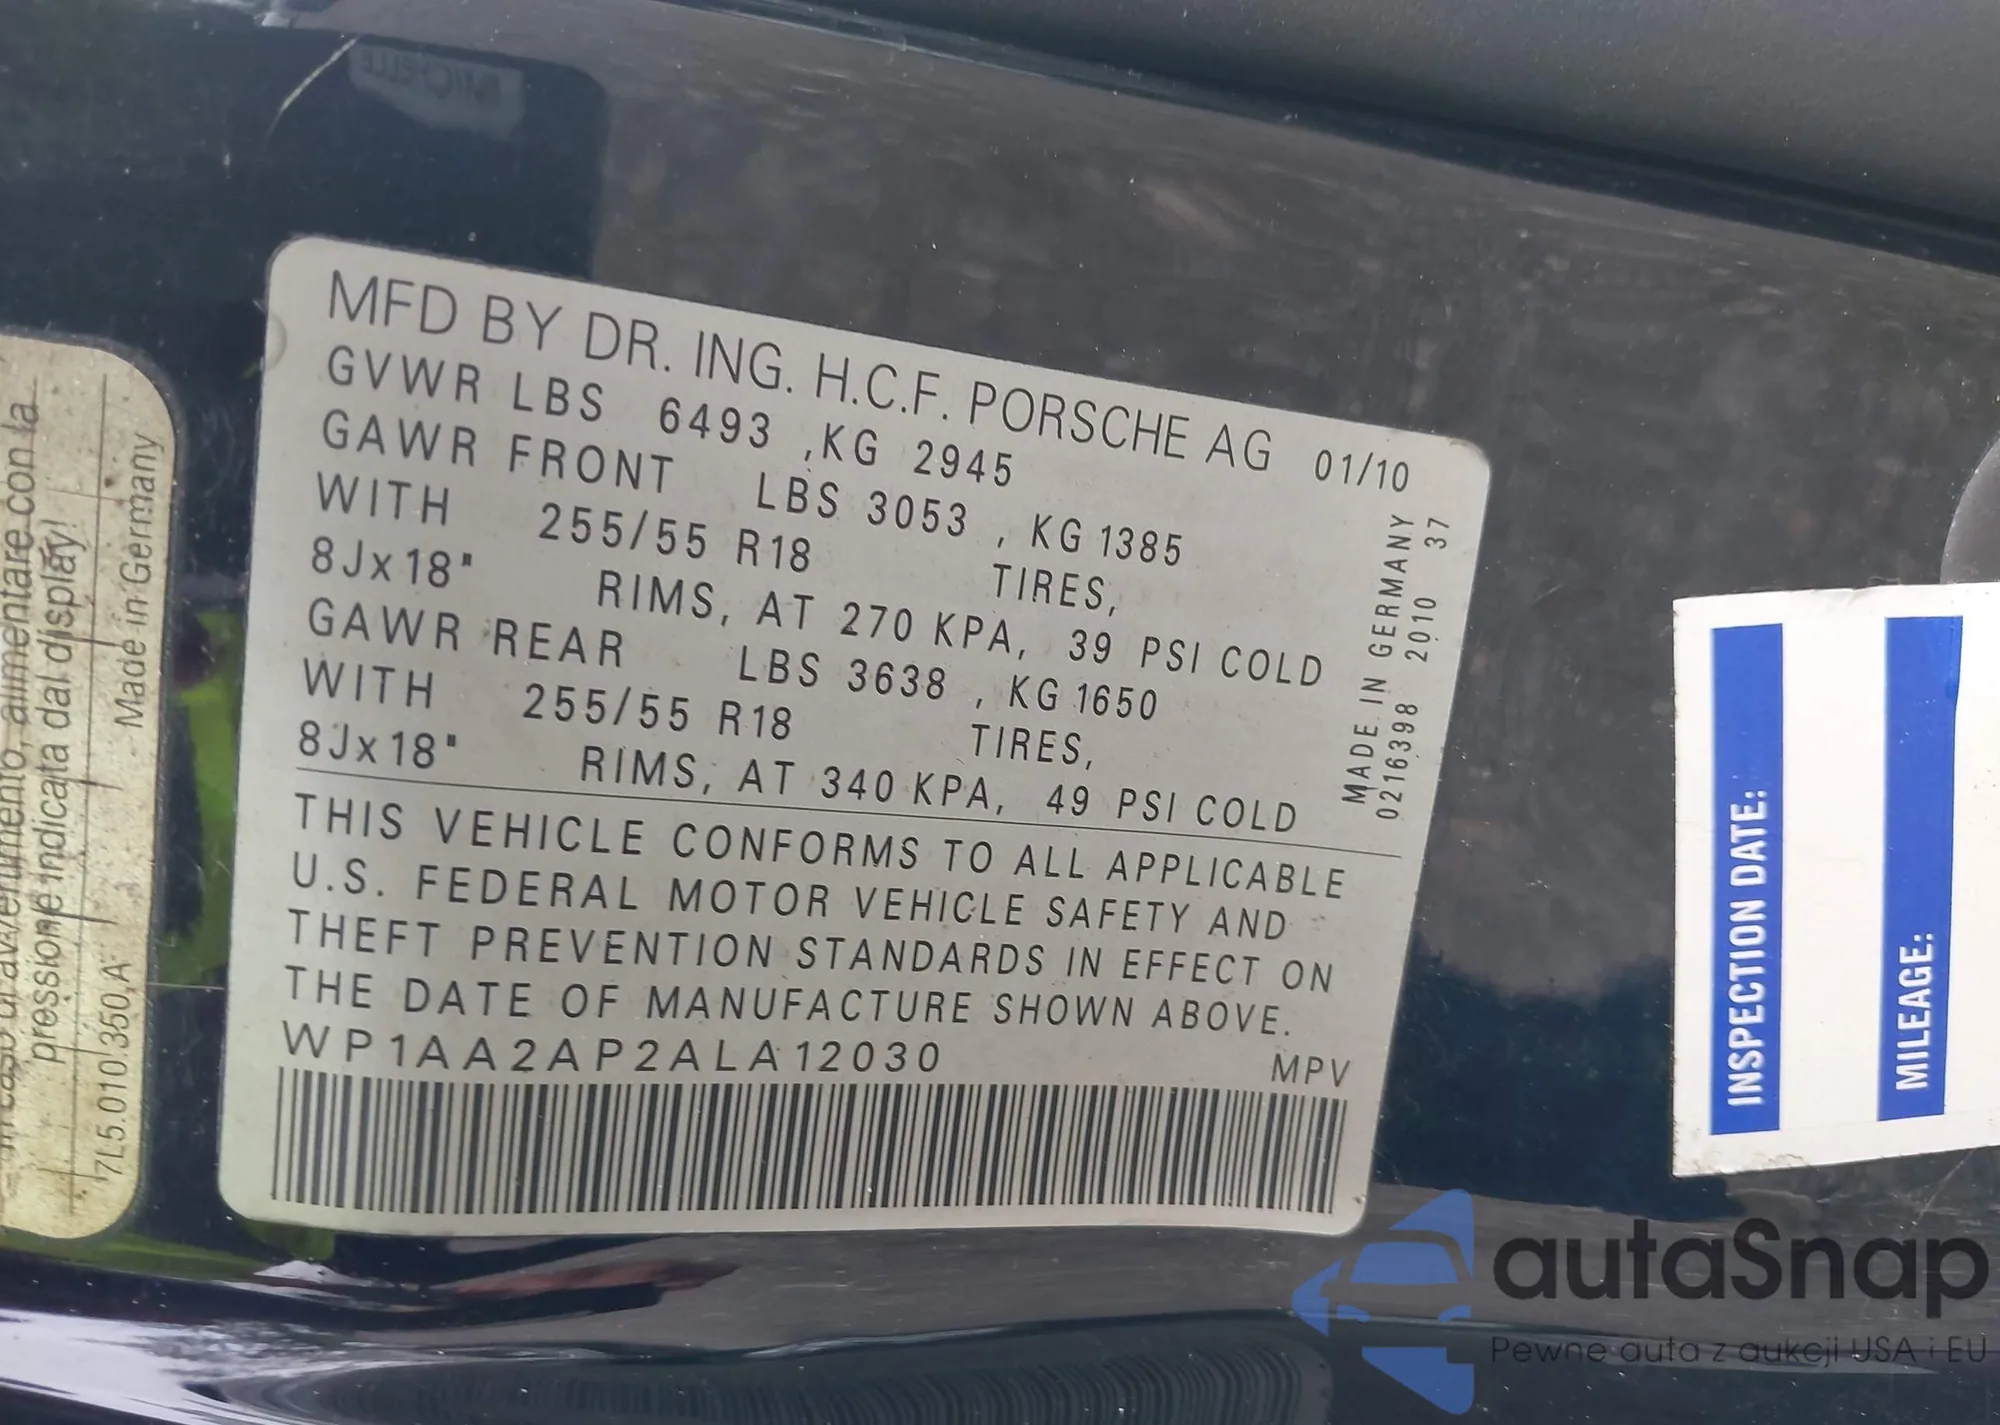 MFD BY DR. ING. H.C.F. PORSCHE AG 01/10
GVWR LBS 6493 ,KG 2945
GAWR FRONT LBS 3053 , KG 1385
WITH 255/55 R18 TIRES,
8Jx18" RIMS, AT 270 KPA, 39 PSI COLD
GAWR REAR LBS 3638 , KG 1650
WITH 255/55 R18 TIRES,
8Jx18" RIMS, AT 340 KPA, 49 PSI COLD
MADE IN GERMANY
0216398 2010 37
THIS VEHICLE CONFORMS TO ALL APPLICABLE
U.S. FEDERAL MOTOR VEHICLE SAFETY AND
THEFT PREVENTION STANDARDS IN EFFECT ON
THE DATE OF MANUFACTURE SHOWN ABOVE.
WP1AA2AP2ALA12030 MPV
alimentare con la
pressione indicata dal display!
7L5.010.350.A Made in Germany
INSPECTION DATE:
MILEAGE:
autaSnap
Pewne auta z aukcji USA i EU